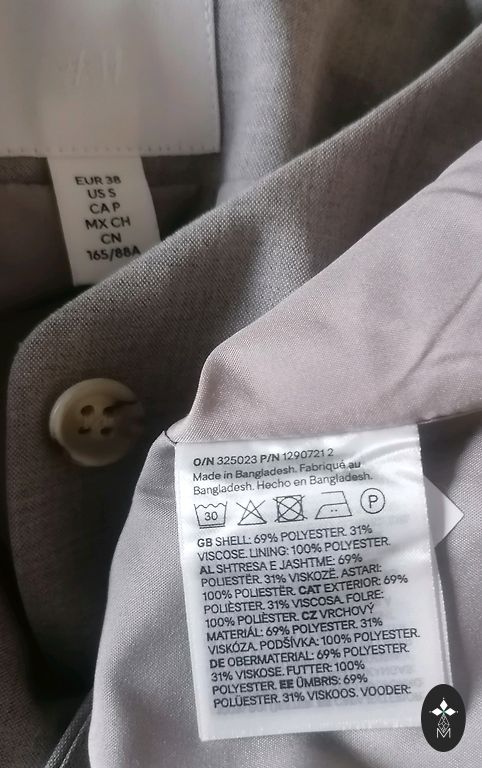 H&M
EUR 38
US S
CA P
MX CH
CN
165/88A
O/N 325023 P/N 1290721 2
Made in Bangladesh. Fabriqué au
Bangladesh. Hecho en Bangladesh.
30 P
GB SHELL: 69% POLYESTER. 31%
VISCOSE. LINING: 100% POLYESTER.
AL SHTRESA E JASHTME: 69%
POLIESTËR. 31% VISKOZË. ASTARI:
100% POLIESTËR. CAT EXTERIOR: 69%
POLIÈSTER. 31% VISCOSA. FOLRE:
100% POLIÈSTER. CZ VRCHOVÝ
MATERIÁL: 69% POLYESTER. 31%
VISKÓZA. PODŠÍVKA: 100% POLYESTER.
DE OBERMATERIAL: 69% POLYESTER.
31% VISKOSE. FUTTER: 100%
POLYESTER. EE ÜMBRIS: 69%
POLÜESTER. 31% VISKOOS. VOODER: